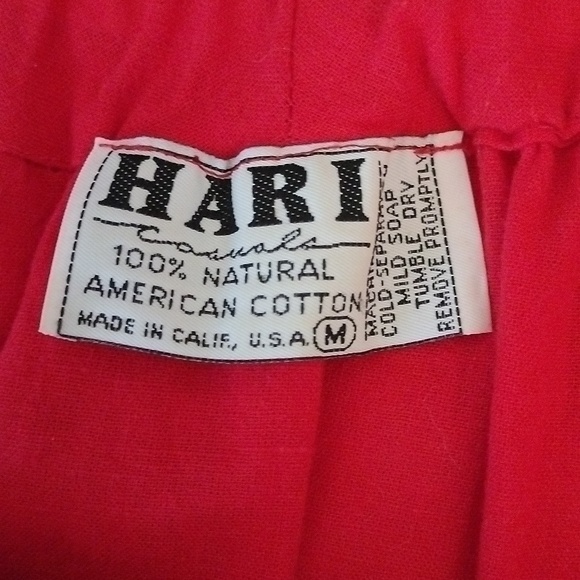 HARI
Casuals
100% NATURAL
AMERICAN COTTON
MADE IN CALIF., U.S.A. M
COLD-SEPARATELY
MILD SOAP
TUMBLE DRY
REMOVE PROMPTLY